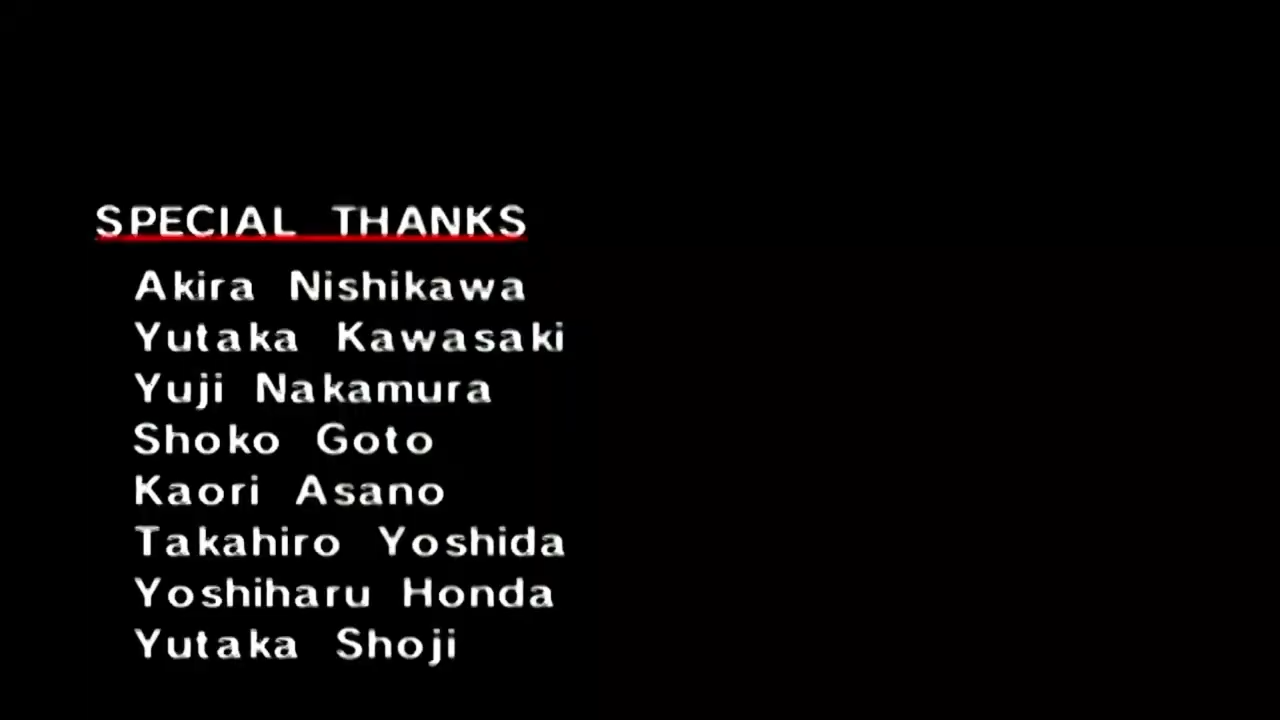 SPECIAL THANKS
Akira Nishikawa
Yutaka Kawasaki
Yuji Nakamura
Shoko Goto
Kaori Asano
Takahiro Yoshida
Yoshiharu Honda
Yutaka Shoji